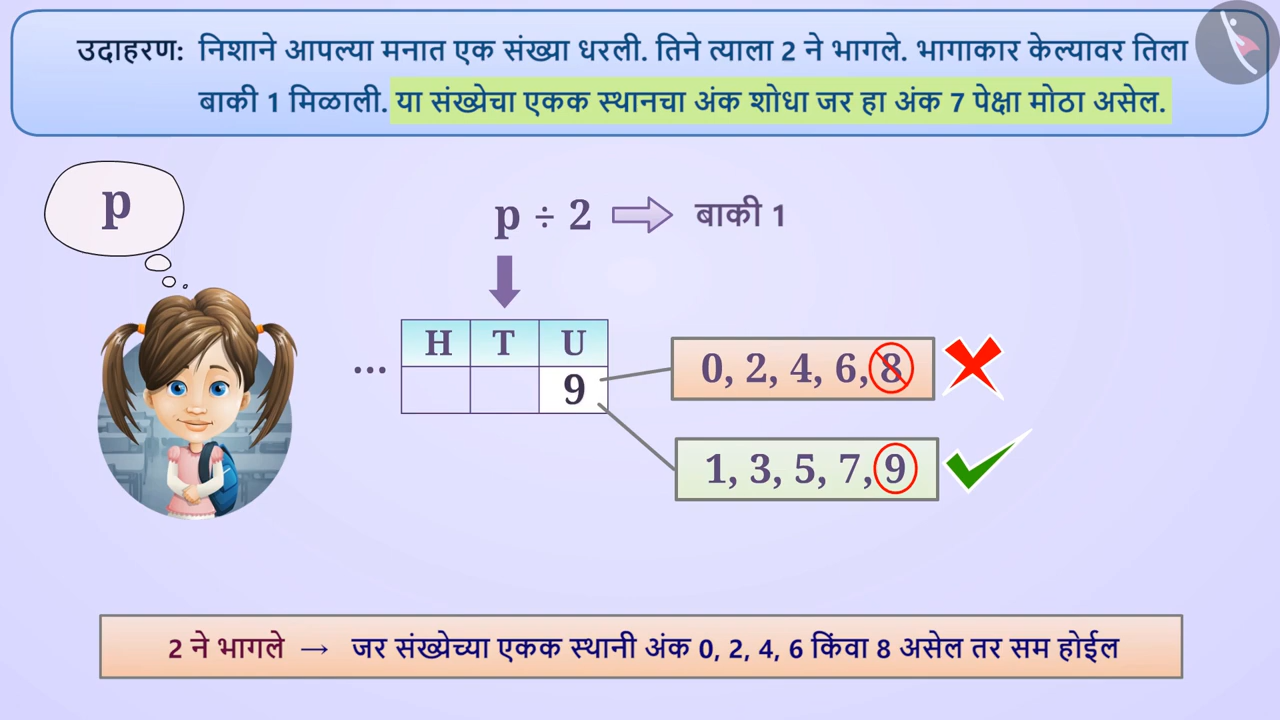 उदाहरण: निशाने आपल्या मनात एक संख्या धरली. तिने त्याला 2 ने भागले. भागाकार केल्यावर तिला
बाकी 1 मिळाली. या संख्येचा एकक स्थानचा अंक शोधा जर हा अंक 7 पेक्षा मोठा असेल.
p
p ÷ 2 बाकी 1
... H T U
9
0, 2, 4, 6, 8
1, 3, 5, 7, 9
2 ने भागले → जर संख्येच्या एकक स्थानी अंक 0, 2, 4, 6 किंवा 8 असेल तर सम होईल